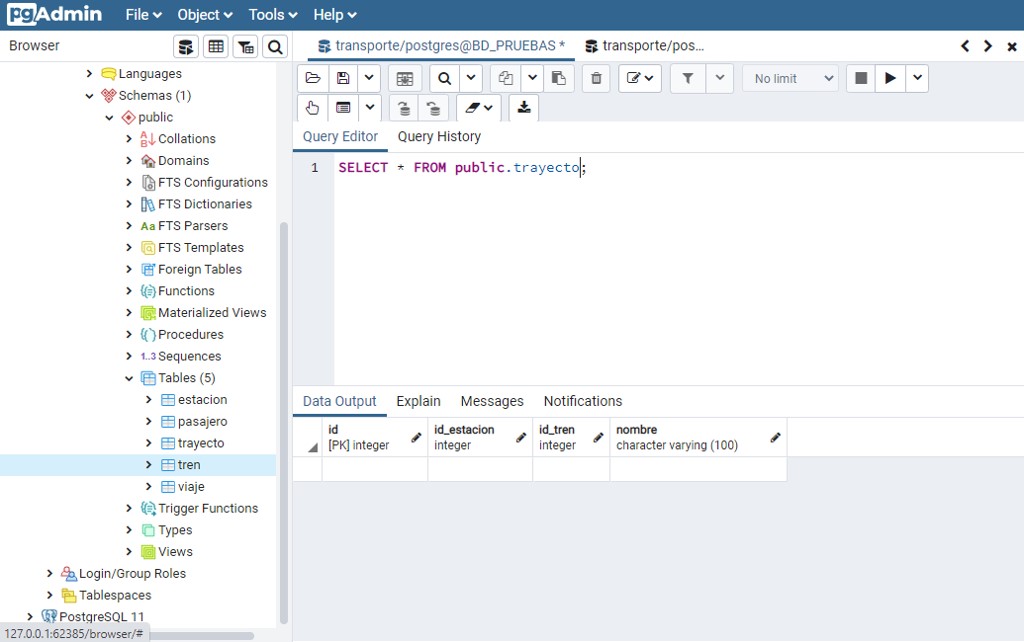 pgAdmin File Object Tools Help
Browser
transporte/postgres@BD_PRUEBAS *
transporte/pos...
Languages
Schemas (1)
public
Collations
Domains
FTS Configurations
FTS Dictionaries
Aa FTS Parsers
FTS Templates
Foreign Tables
Functions
Materialized Views
Procedures
1..3 Sequences
Tables (5)
estacion
pasajero
trayecto
tren
viaje
Trigger Functions
Types
Views
Login/Group Roles
Tablespaces
PostgreSQL 11
127.0.0.1:62385/browser/#
No limit
Query Editor Query History
1 SELECT * FROM public.trayecto;
Data Output Explain Messages Notifications
id
[PK] integer
id_estacion
integer
id_tren
integer
nombre
character varying (100)